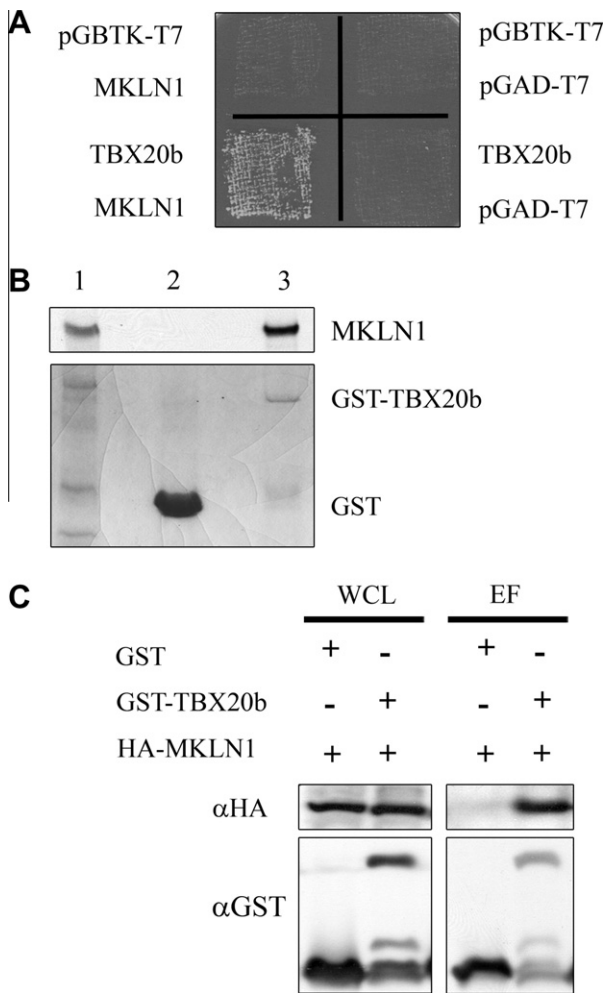 A
pGBTK-T7 pGBTK-T7
MKLN1 pGAD-T7
TBX20b TBX20b
MKLN1 pGAD-T7
B
1 2 3
MKLN1
GST-TBX20b
GST
C
WCL EF
GST + - + -
GST-TBX20b - + - +
HA-MKLN1 + + + +
αHA
αGST